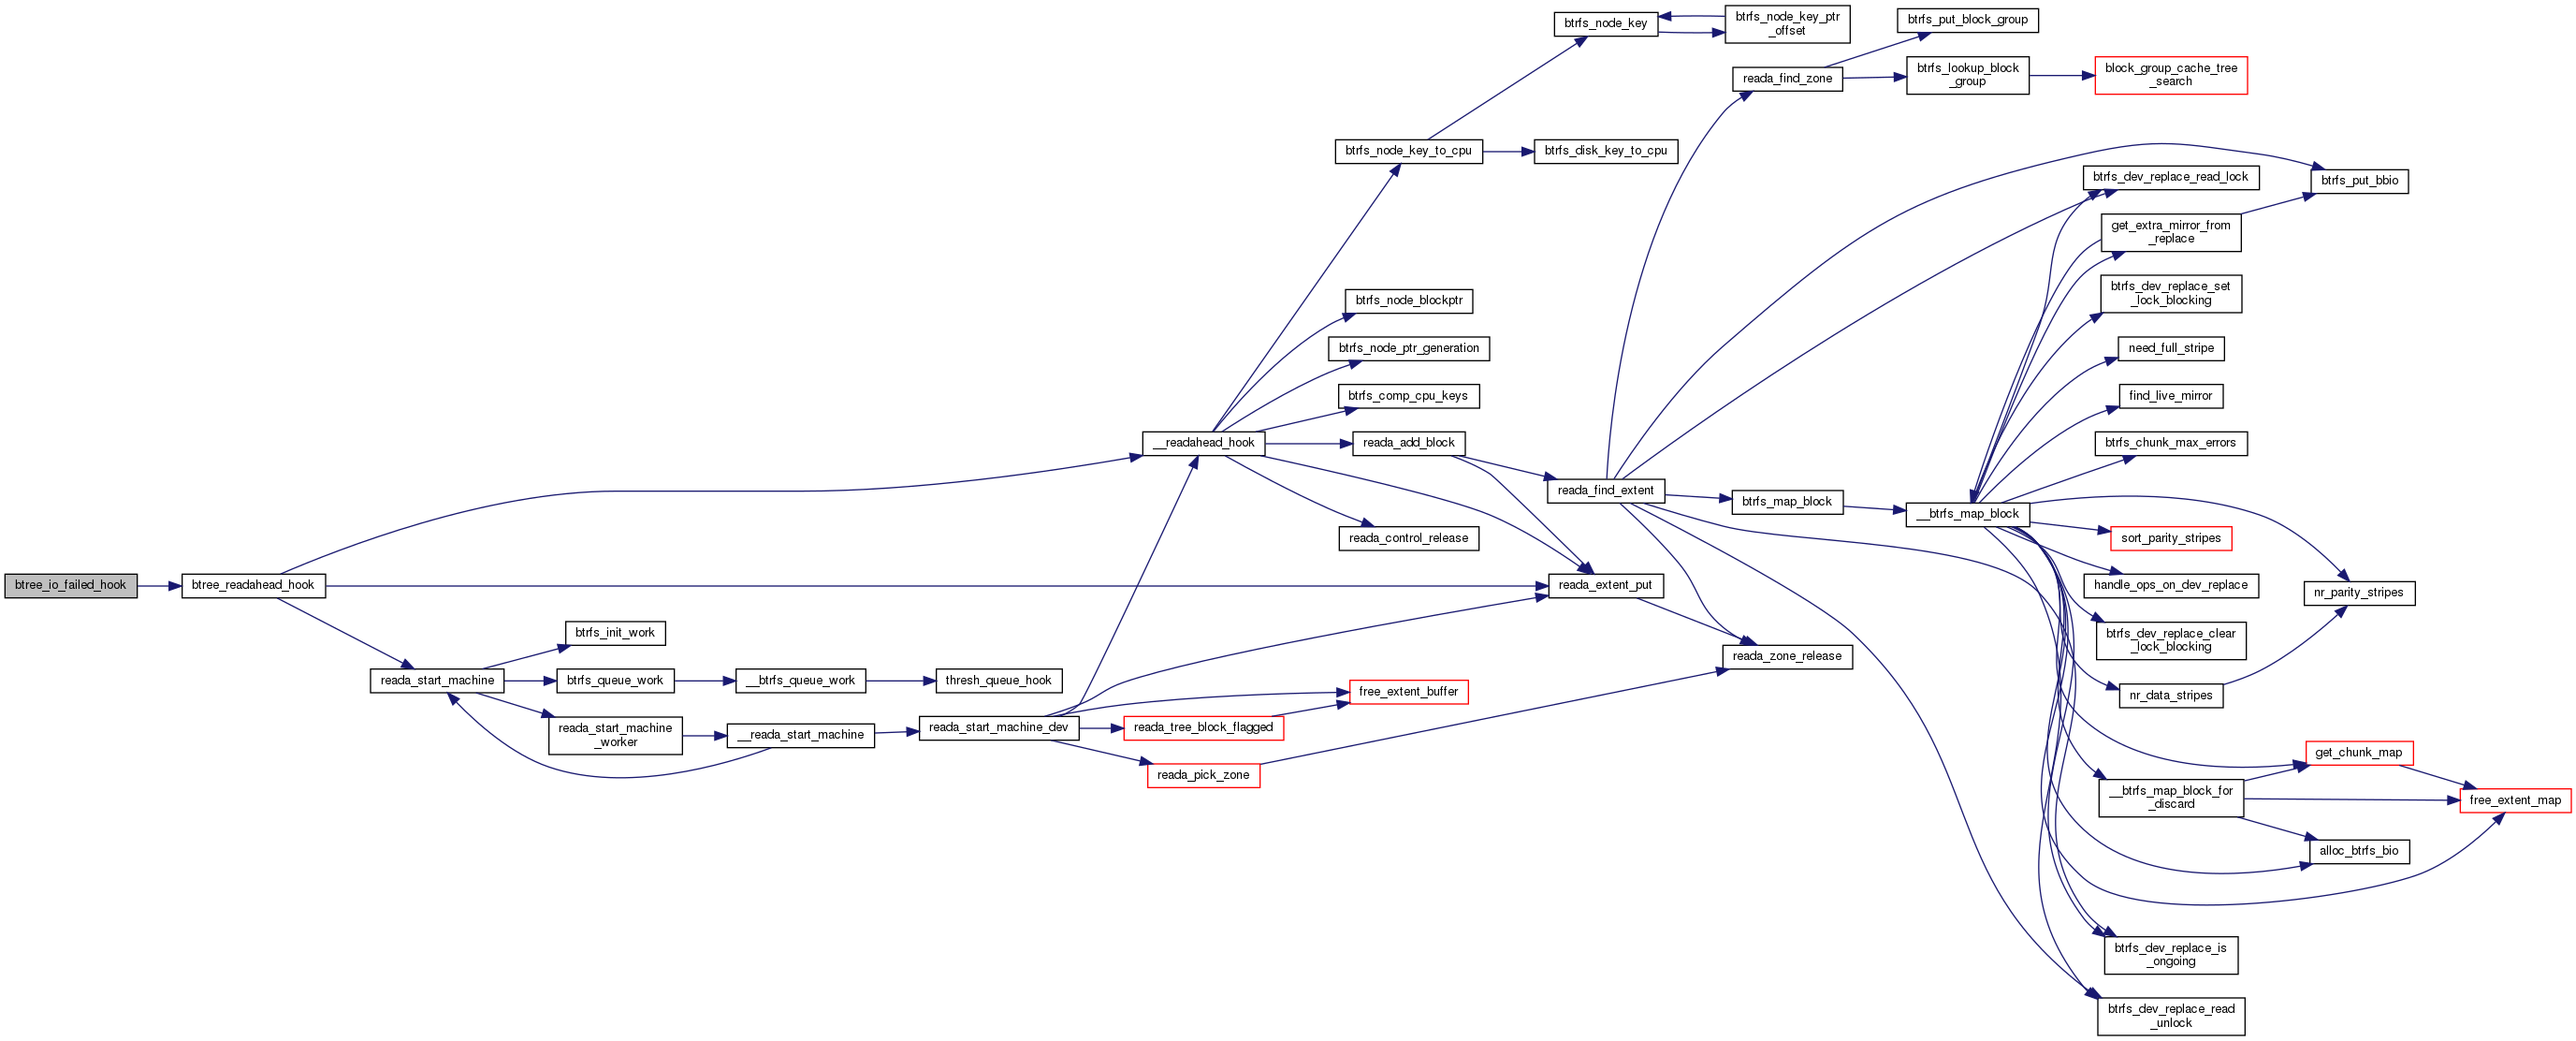 btree_io_failed_hook
btree_readahead_hook
reada_start_machine
btrfs_init_work
btrfs_queue_work
reada_start_machine
_worker
__btrfs_queue_work
__reada_start_machine
thresh_queue_hook
reada_start_machine_dev
__readahead_hook
reada_tree_block_flagged
reada_pick_zone
btrfs_node_key_to_cpu
btrfs_node_blockptr
btrfs_node_ptr_generation
btrfs_comp_cpu_keys
reada_add_block
reada_control_release
free_extent_buffer
btrfs_node_key
btrfs_disk_key_to_cpu
reada_find_extent
reada_extent_put
btrfs_node_key_ptr
_offset
reada_find_zone
btrfs_map_block
reada_zone_release
btrfs_put_block_group
btrfs_lookup_block
_group
__btrfs_map_block
block_group_cache_tree
_search
btrfs_dev_replace_read_lock
get_extra_mirror_from
_replace
btrfs_dev_replace_set
_lock_blocking
need_full_stripe
find_live_mirror
btrfs_chunk_max_errors
sort_parity_stripes
handle_ops_on_dev_replace
btrfs_dev_replace_clear
_lock_blocking
nr_data_stripes
__btrfs_map_block_for
_discard
btrfs_dev_replace_is
_ongoing
btrfs_dev_replace_read
_unlock
btrfs_put_bbio
nr_parity_stripes
get_chunk_map
alloc_btrfs_bio
free_extent_map